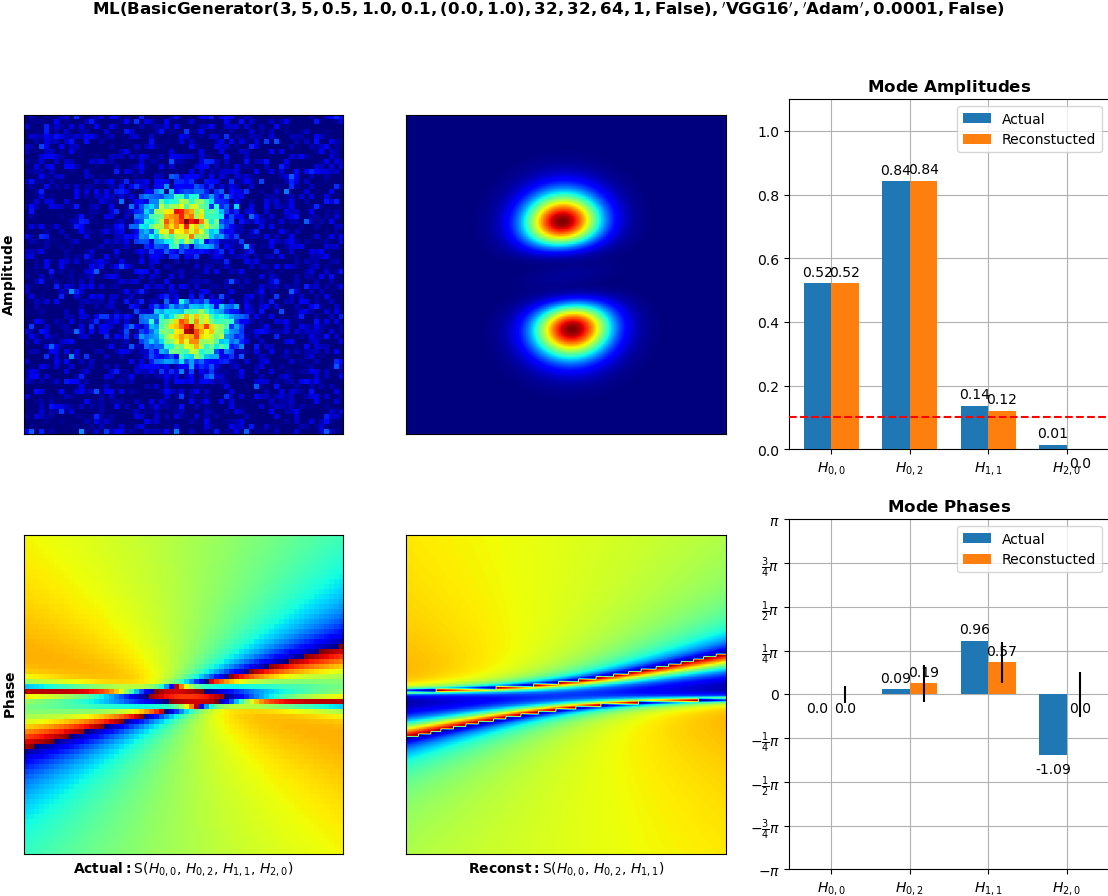 ML(BasicGenerator(3, 5, 0.5, 1.0, 0.1, (0.0, 1.0), 32, 32, 64, 1, False), 'VGG16', 'Adam', 0.0001, False)
Amplitude
Mode Amplitudes
Actual
Reconstucted
1.0
0.8
0.6
0.4
0.2
0.0
0.52 0.52
0.84 0.84
0.14 0.12
0.01 0.0
H0,0 H0,2 H1,1 H2,0
Phase
Actual: S(H0,0, H0,2, H1,1, H2,0)
Reconst: S(H0,0, H0,2, H1,1)
Mode Phases
Actual
Reconstucted
π
3/4π
1/2π
1/4π
0
−1/4π
−1/2π
−3/4π
−π
0.0 0.0
0.09 0.19
0.96 0.57
-1.09 0.0
H0,0 H0,2 H1,1 H2,0